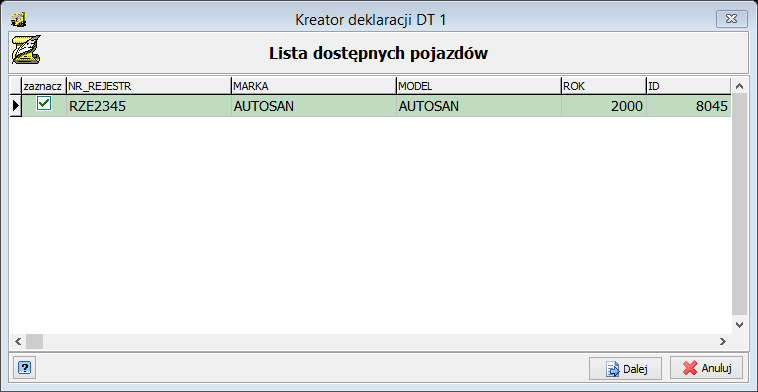 Kreator deklaracji DT 1
Lista dostępnych pojazdów
zaznacz NR_REJESTR MARKA MODEL ROK ID
RZE2345 AUTOSAN AUTOSAN 2000 8045
? Dalej Anuluj